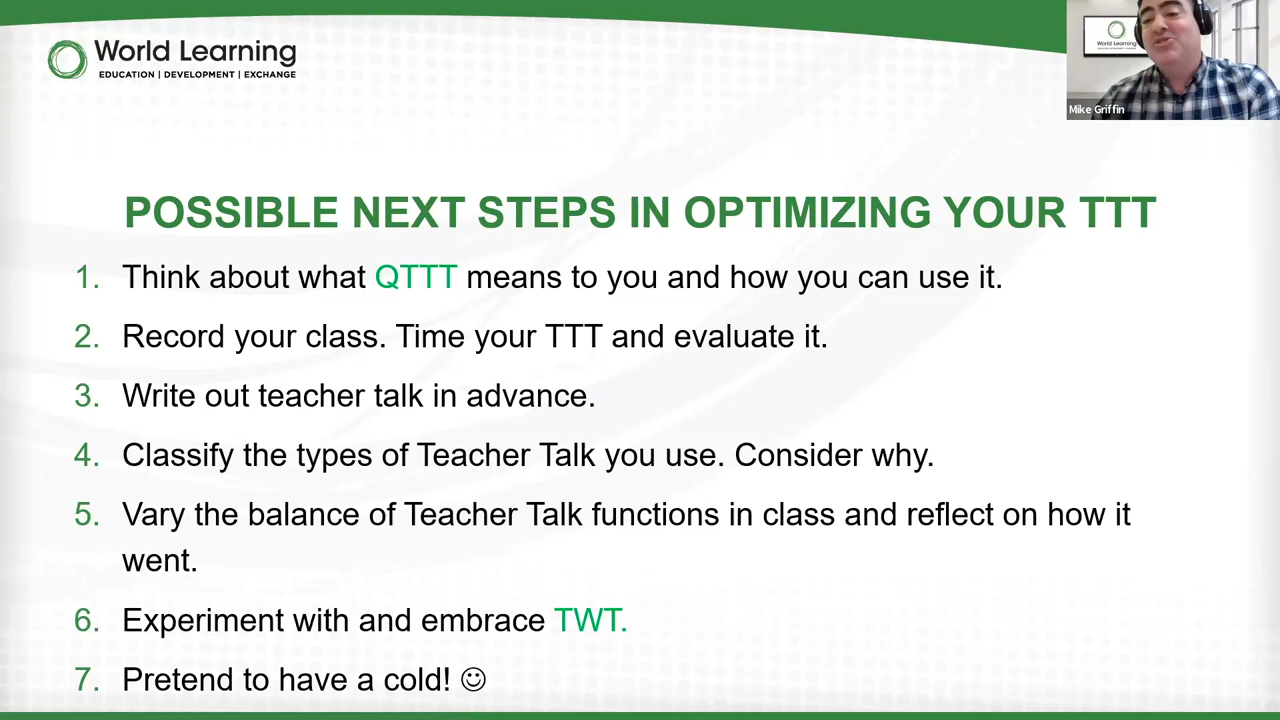 World Learning
EDUCATION | DEVELOPMENT | EXCHANGE
World Learning
Mike Griffin
POSSIBLE NEXT STEPS IN OPTIMIZING YOUR TTT
1. Think about what QTTT means to you and how you can use it.
2. Record your class. Time your TTT and evaluate it.
3. Write out teacher talk in advance.
4. Classify the types of Teacher Talk you use. Consider why.
5. Vary the balance of Teacher Talk functions in class and reflect on how it
went.
6. Experiment with and embrace TWT.
7. Pretend to have a cold! ☺